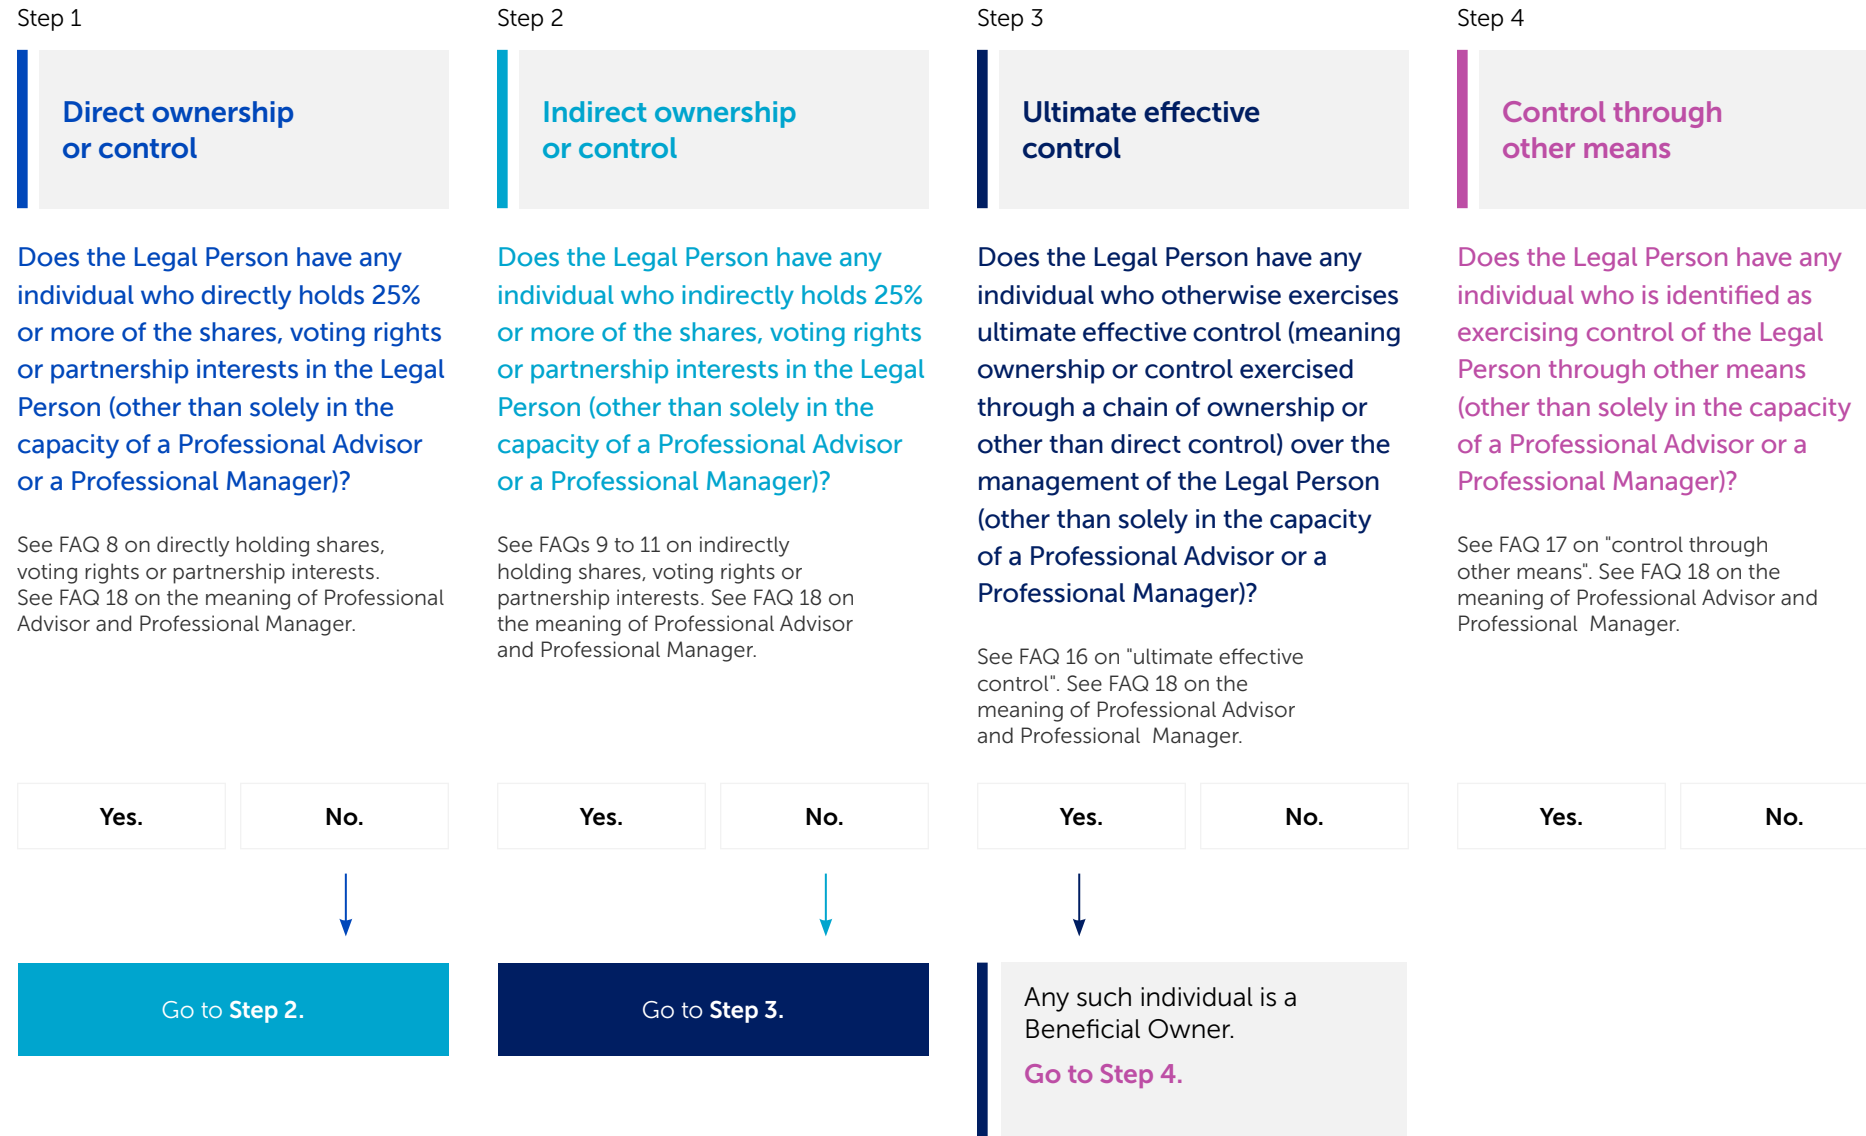 Step 1
Direct ownership
or control
Does the Legal Person have any
individual who directly holds 25%
or more of the shares, voting rights
or partnership interests in the Legal
Person (other than solely in the
capacity of a Professional Advisor
or a Professional Manager)?
See FAQ 8 on directly holding shares,
voting rights or partnership interests.
See FAQ 18 on the meaning of Professional
Advisor and Professional Manager.
Yes.
No.
Go to Step 2.
Step 2
Indirect ownership
or control
Does the Legal Person have any
individual who indirectly holds 25%
or more of the shares, voting rights
or partnership interests in the Legal
Person (other than solely in the
capacity of a Professional Advisor
or a Professional Manager)?
See FAQs 9 to 11 on indirectly
holding shares, voting rights or
partnership interests. See FAQ 18 on
the meaning of Professional Advisor
and Professional Manager.
Yes.
No.
Go to Step 3.
Step 3
Ultimate effective
control
Does the Legal Person have any
individual who otherwise exercises
ultimate effective control (meaning
ownership or control exercised
through a chain of ownership or
other than direct control) over the
management of the Legal Person
(other than solely in the capacity
of a Professional Advisor or a
Professional Manager)?
See FAQ 16 on "ultimate effective
control". See FAQ 18 on the
meaning of Professional Advisor
and Professional Manager.
Yes.
No.
Any such individual is a
Beneficial Owner.
Go to Step 4.
Step 4
Control through
other means
Does the Legal Person have any
individual who is identified as
exercising control of the Legal
Person through other means
(other than solely in the capacity
of a Professional Advisor or a
Professional Manager)?
See FAQ 17 on "control through
other means". See FAQ 18 on the
meaning of Professional Advisor and
Professional Manager.
Yes.
No.